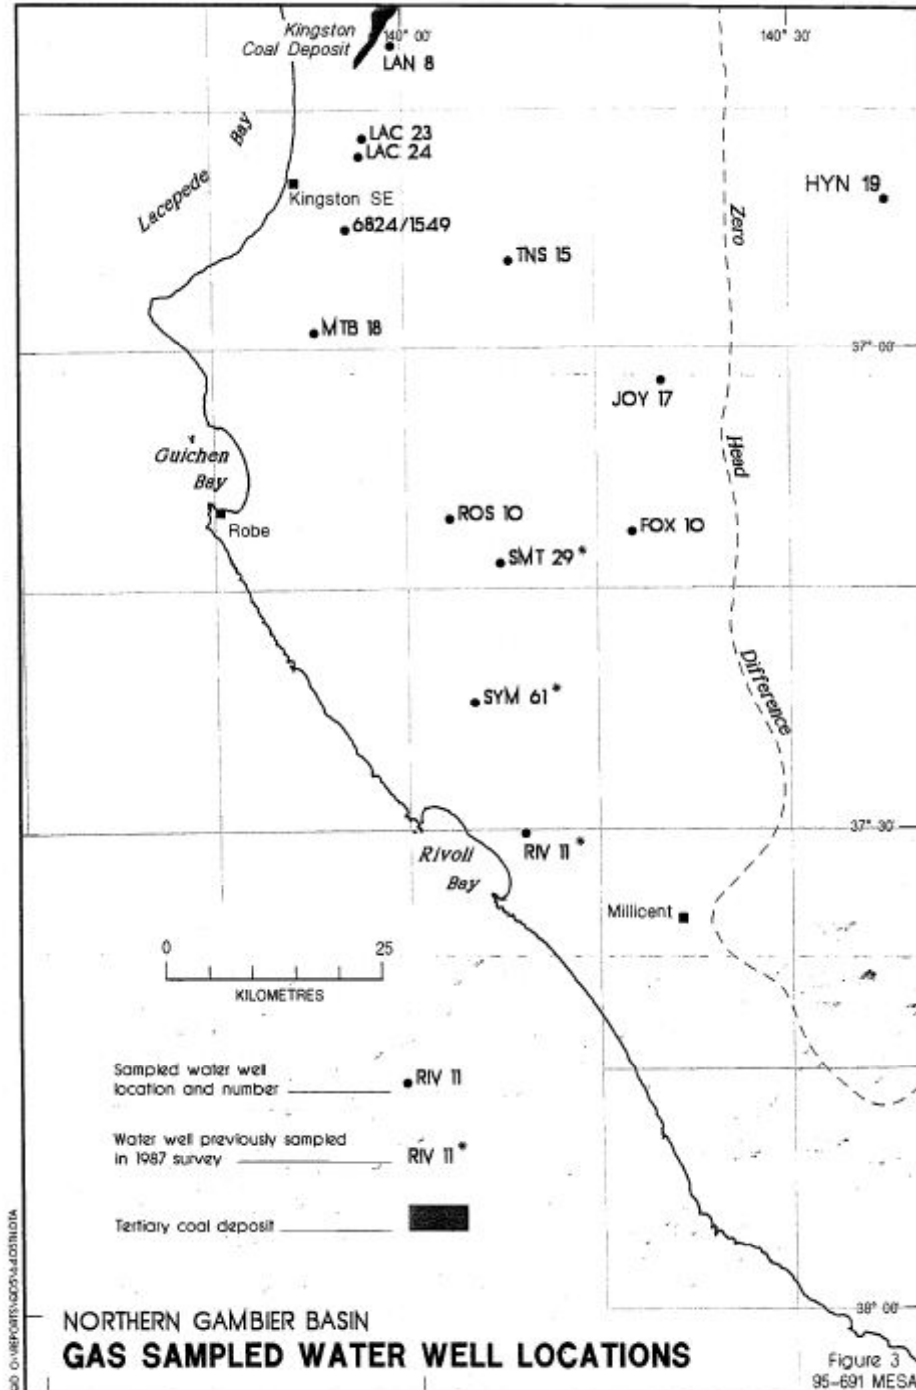 Kingston
Coal Deposit
140° 00'
140° 30'
LAN 8
Lacepede Bay
LAC 23
LAC 24
Kingston SE
HYN 19
6824/1549
Zero
TNS 15
MTB 18
37° 00'
JOY 17
Guichen
Bay
Head
Robe
ROS 10
FOX 10
SMT 29*
SYM 61*
Difference
37° 30'
RIV 11*
Rivoli
Bay
Millicent
0 25
KILOMETRES
Sampled water well
location and number RIV 11
Water well previously sampled
in 1987 survey RIV 11*
Tertiary coal deposit
38° 00'
NORTHERN GAMBIER BASIN
GAS SAMPLED WATER WELL LOCATIONS
Figure 3
95-691 MESA